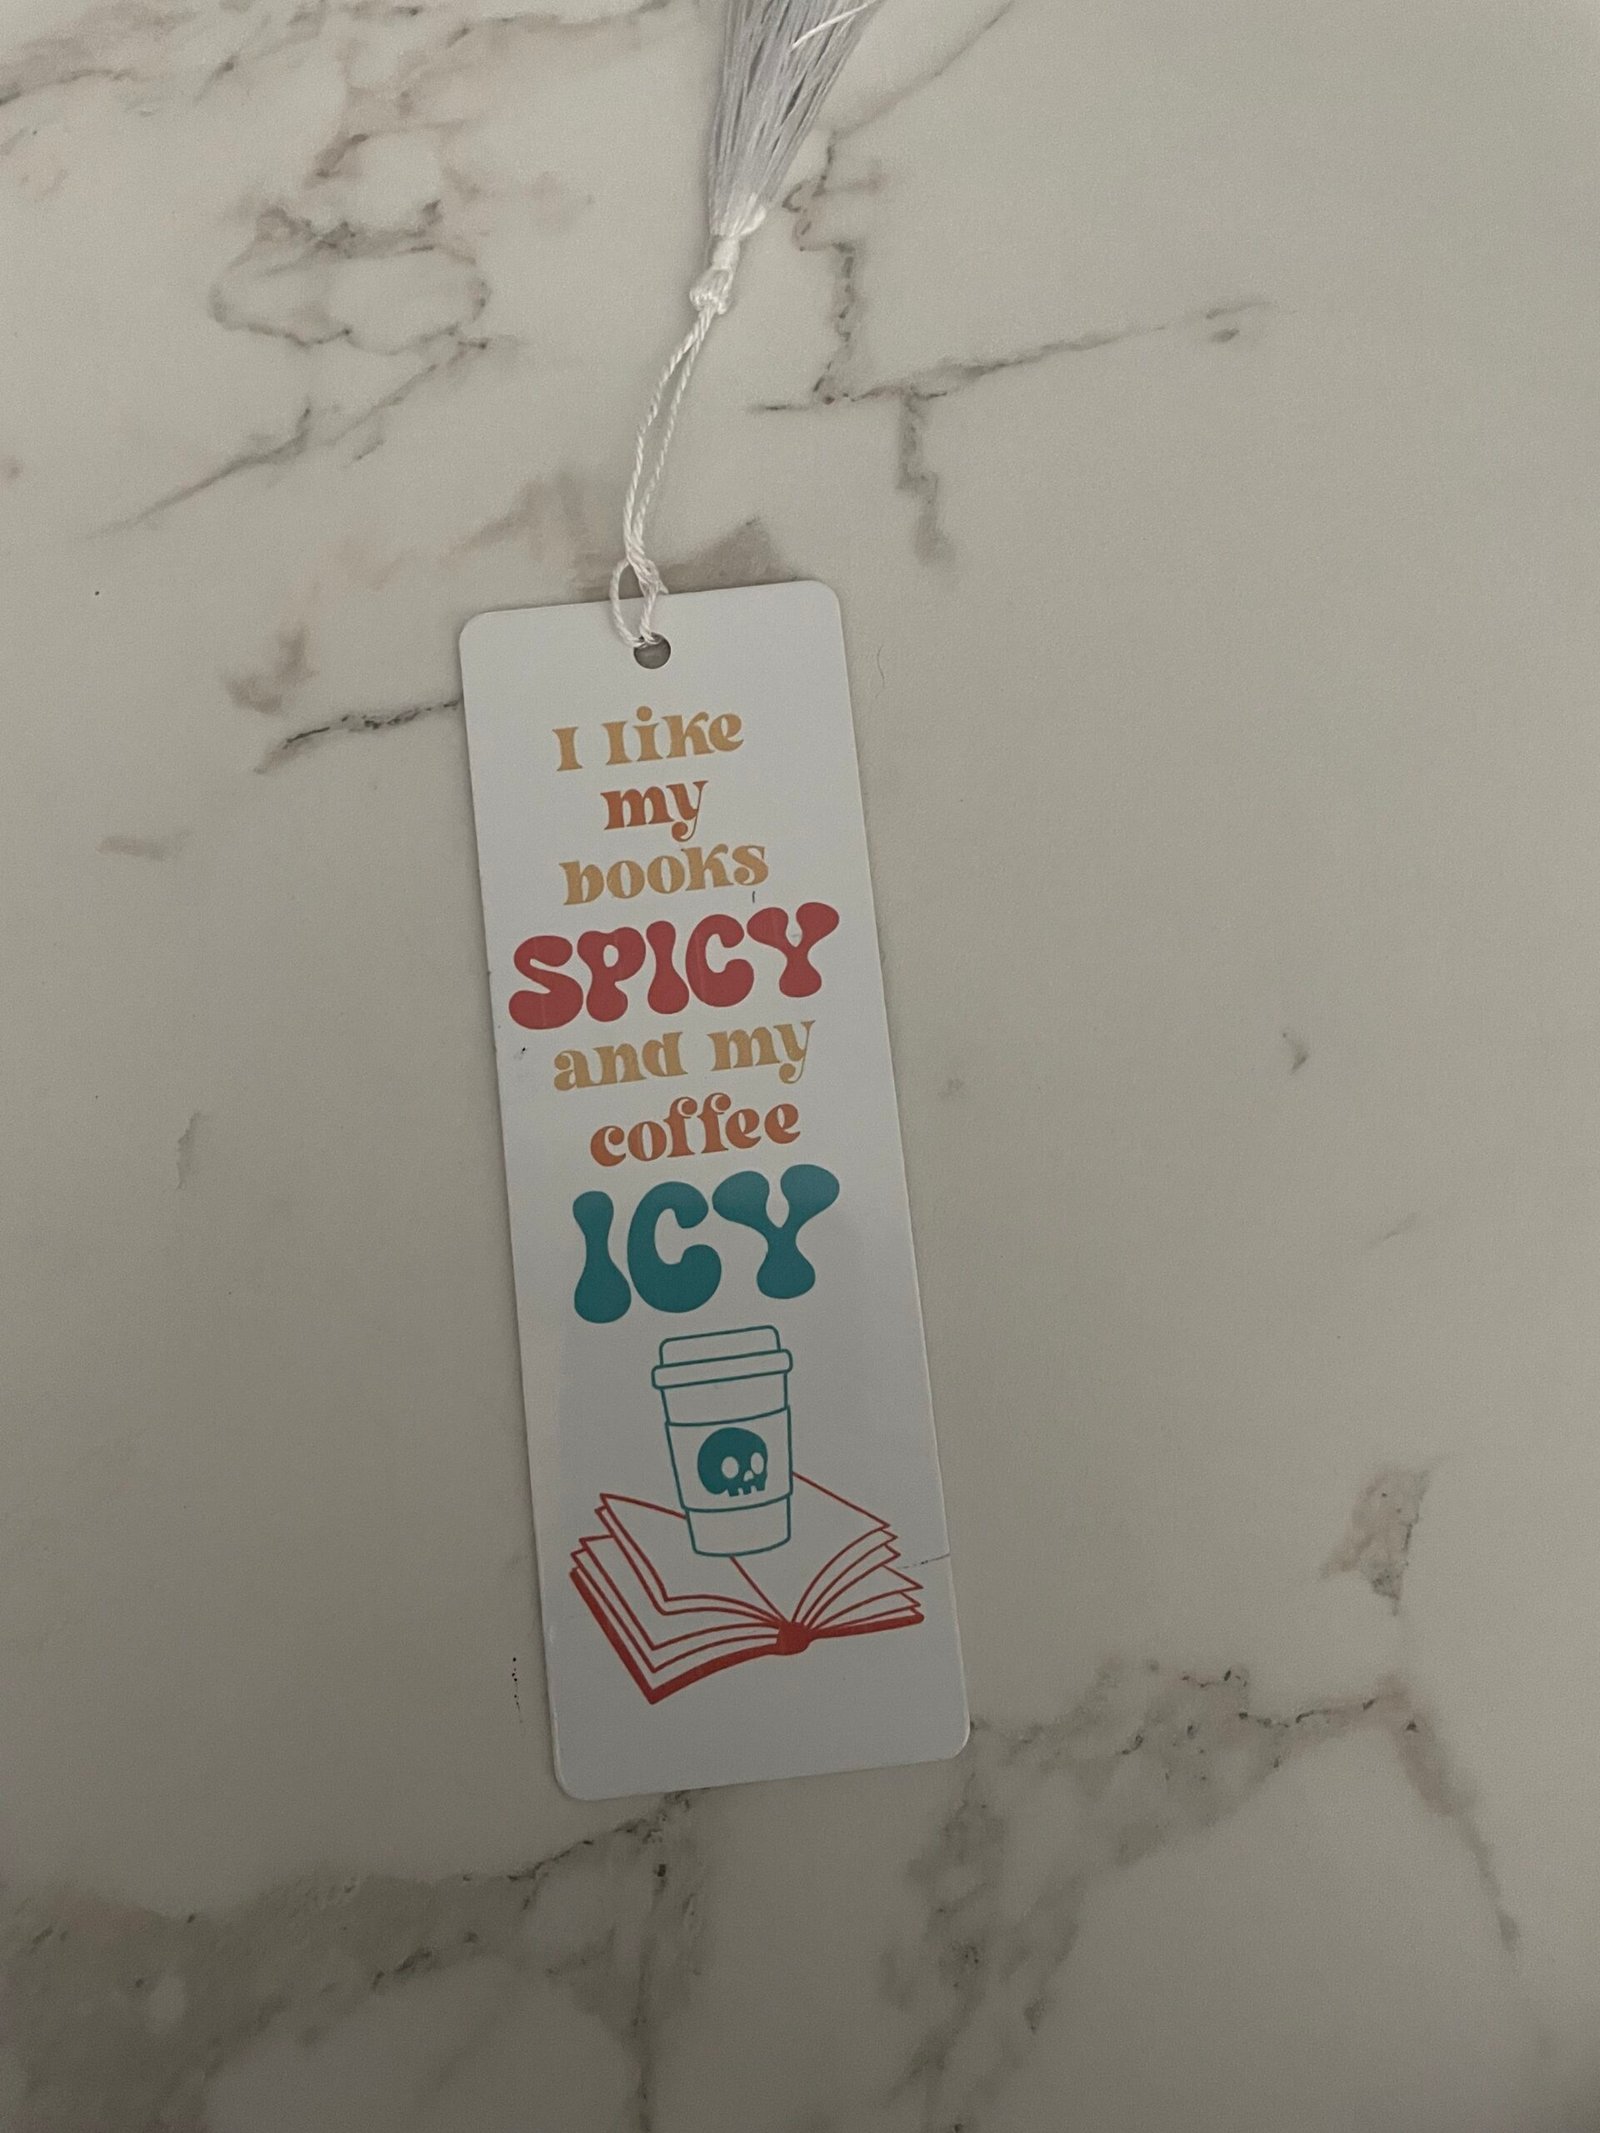 I like
my
books
SPICY
and my
coffee
ICY